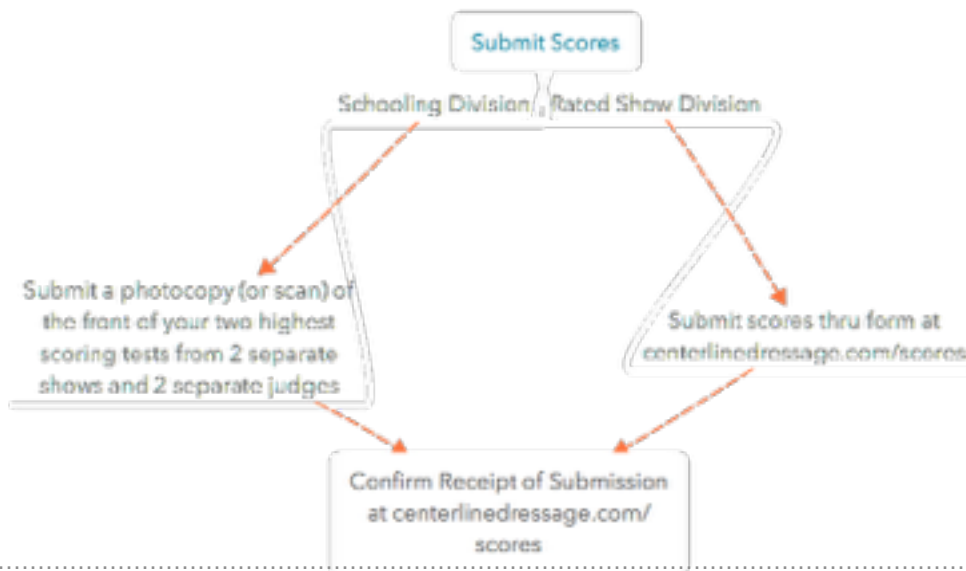 Submit Scores
Schooling Division
Rated Show Division
Submit a photocopy (or scan) of
the front of your two highest
scoring tests from 2 separate
shows and 2 separate judges
Submit scores thru form at
centerlinedressage.com/scores
Confirm Receipt of Submission
at centerlinedressage.com/
scores